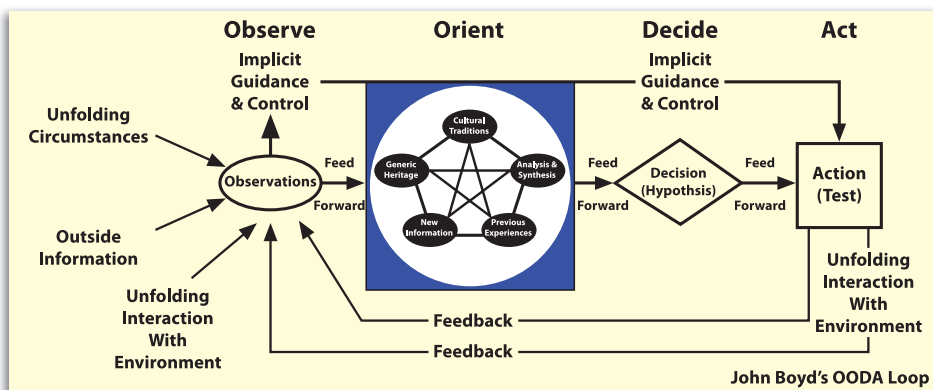 Observe
Orient
Decide
Act
Implicit
Guidance
& Control
Implicit
Guidance
& Control
Unfolding
Circumstances
Observations
Feed
Forward
Cultural
Traditions
Generic
Heritage
Analysis &
Synthesis
New
Information
Previous
Experiences
Feed
Forward
Decision
(Hypothsis)
Feed
Forward
Action
(Test)
Outside
Information
Unfolding
Interaction
With
Environment
Unfolding
Interaction
With
Environment
Feedback
Feedback
John Boyd's OODA Loop